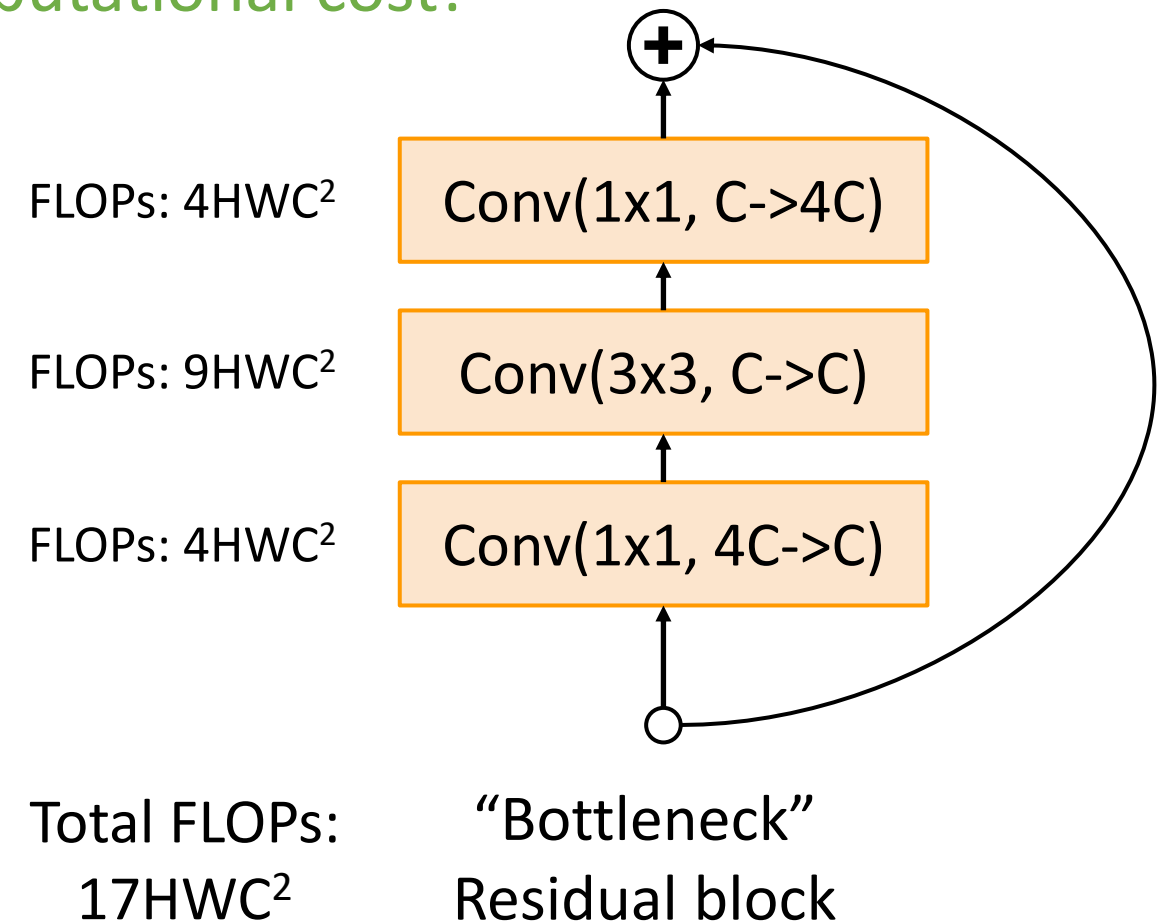 cost?
+
FLOPs: 4HWC²
Conv(1x1, C->4C)
FLOPs: 9HWC²
Conv(3x3, C->C)
FLOPs: 4HWC²
Conv(1x1, 4C->C)
Total FLOPs:
17HWC²
“Bottleneck”
Residual block